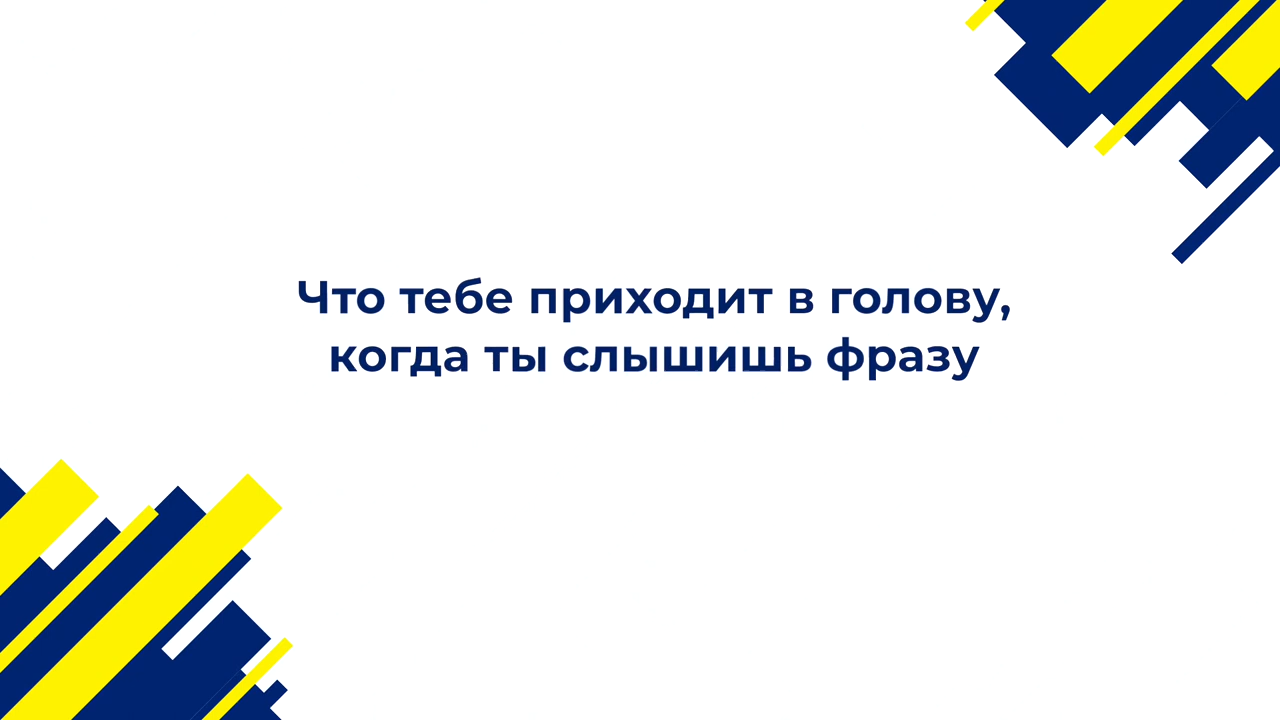 Что тебе приходит в голову,
когда ты слышишь фразу